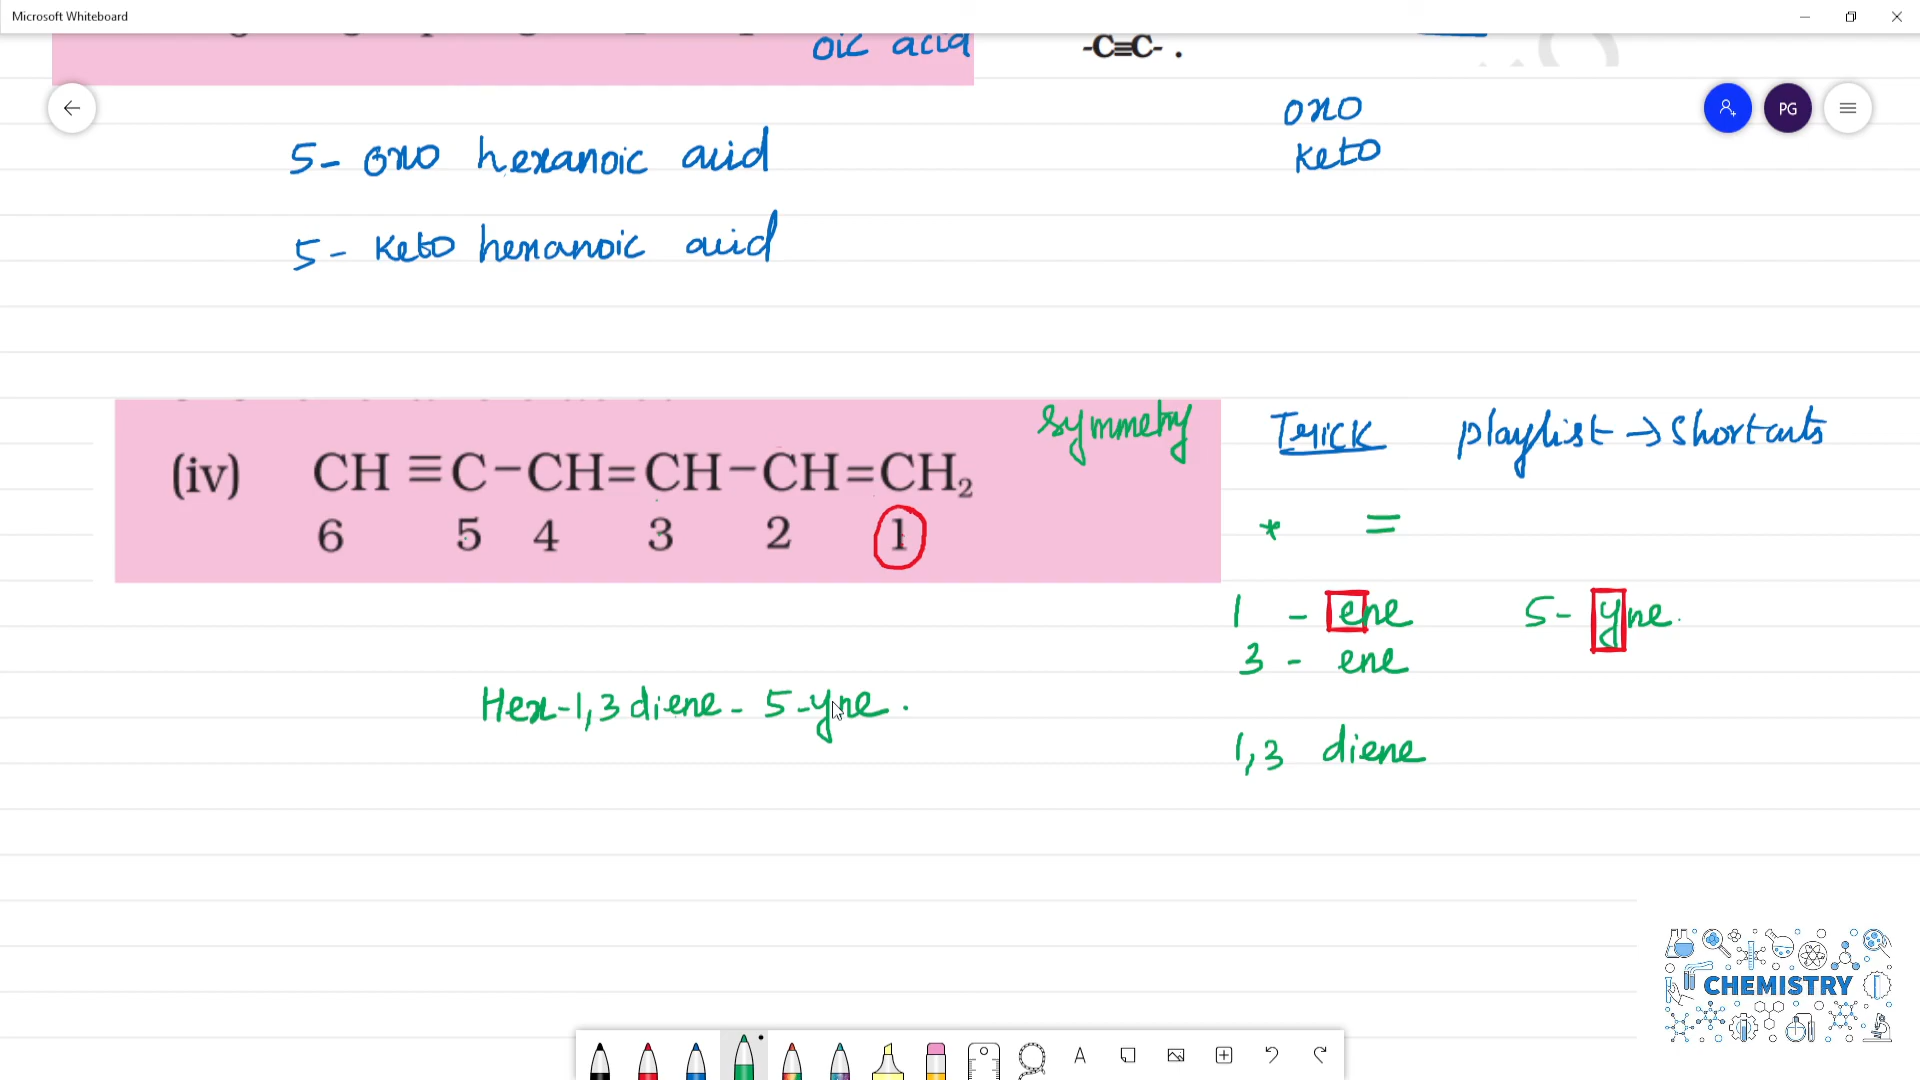 Microsoft Whiteboard
oic acid
-C≡C- .
PG
oxo
keto
5- oxo hexanoic acid
5- Keto hexanoic acid
symmetry
Trick playlist → shortcuts
(iv) CH ≡C−CH=CH−CH=CH₂
6 5 4 3 2 1
* =
1 - ene 5- yne.
3 - ene
Hex-1,3 diene - 5-yne.
1,3 diene
CHEMISTRY
A